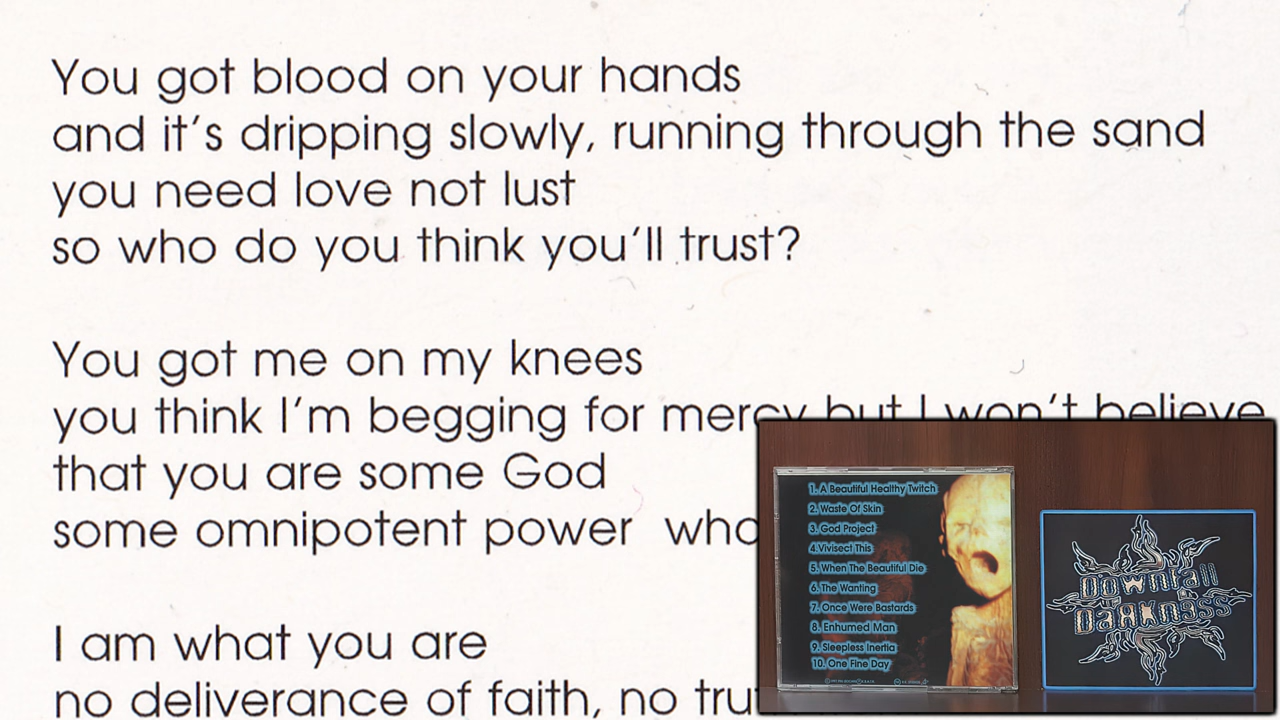 You got blood on your hands
and it's dripping slowly, running through the sand
you need love not lust
so who do you think you'll trust?
You got me on my knees
you think I'm begging for mercy but I won't believe
that you are some God
some omnipotent power
I am what you are
no deliverance of faith, no
1. A Beautiful Healthy Twitch
2. Waste Of Skin
3. God Project
4. Vivisect This
5. When The Beautiful Die
6. The Wanting
7. Once Were Bastards
8. Enhumed Man
9. Sleepless Inertia
10. One Fine Day
Downfall
Darkness